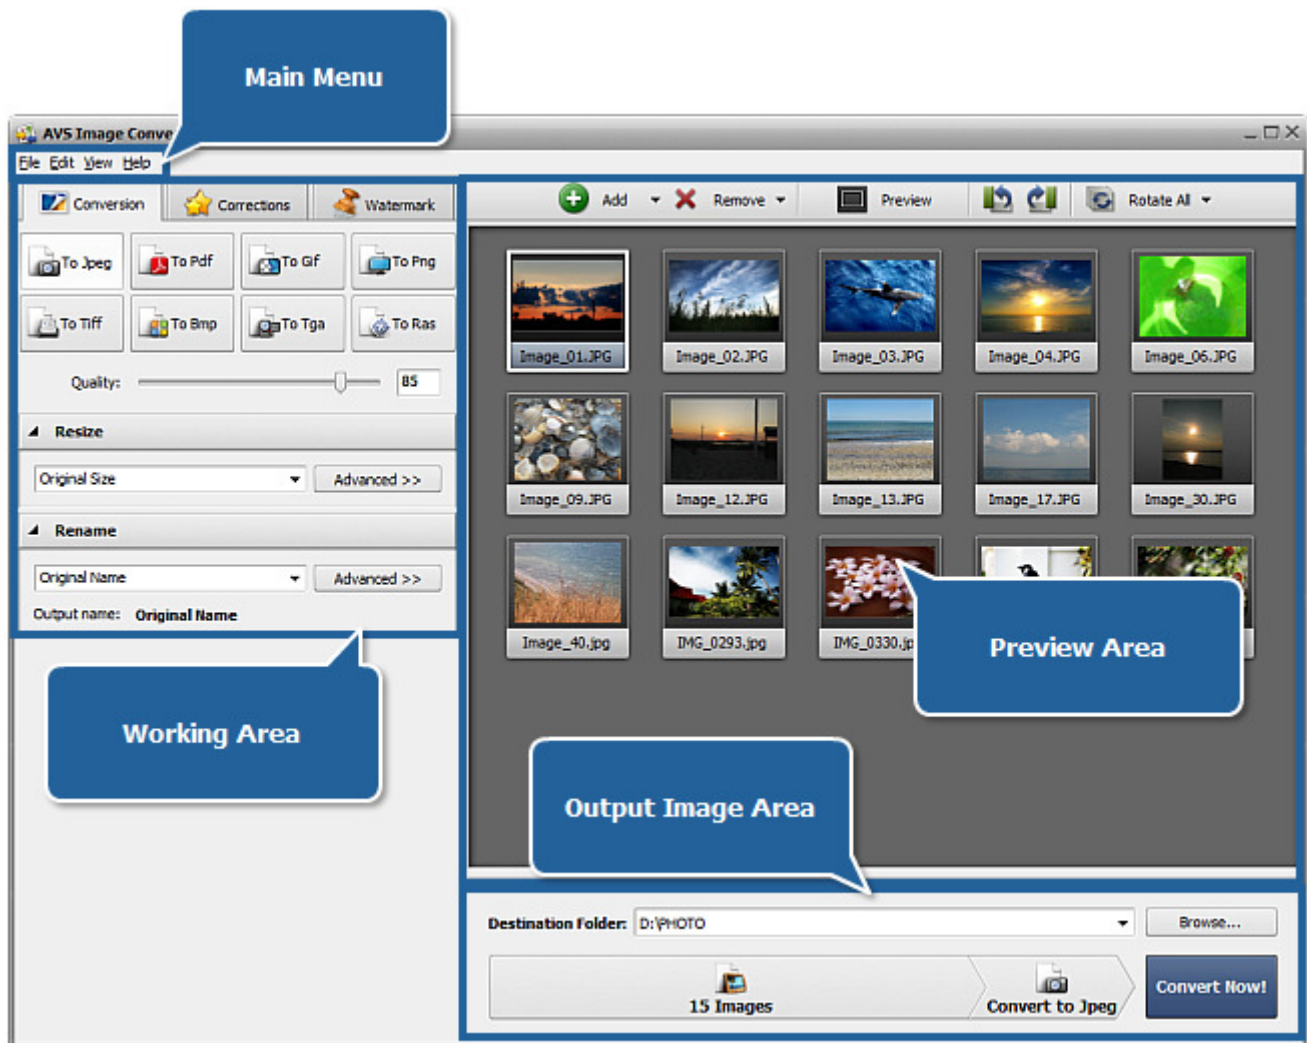 Main Menu
AVS Image Conve
File Edit View Help
Conversion Corrections Watermark
Add Remove Preview Rotate All
To Jpeg To Pdf To Gif To Png
To Tiff To Bmp To Tga To Ras
Quality: 85
Resize
Original Size Advanced >>
Rename
Original Name Advanced >>
Output name: Original Name
Working Area
Image_01.JPG Image_02.JPG Image_03.JPG Image_04.JPG Image_06.JPG
Image_09.JPG Image_12.JPG Image_13.JPG Image_17.JPG Image_30.JPG
Image_40.jpg IMG_0293.jpg IMG_0330.jp
Preview Area
Output Image Area
Destination Folder: D:\PHOTO Browse...
15 Images Convert to Jpeg Convert Now!